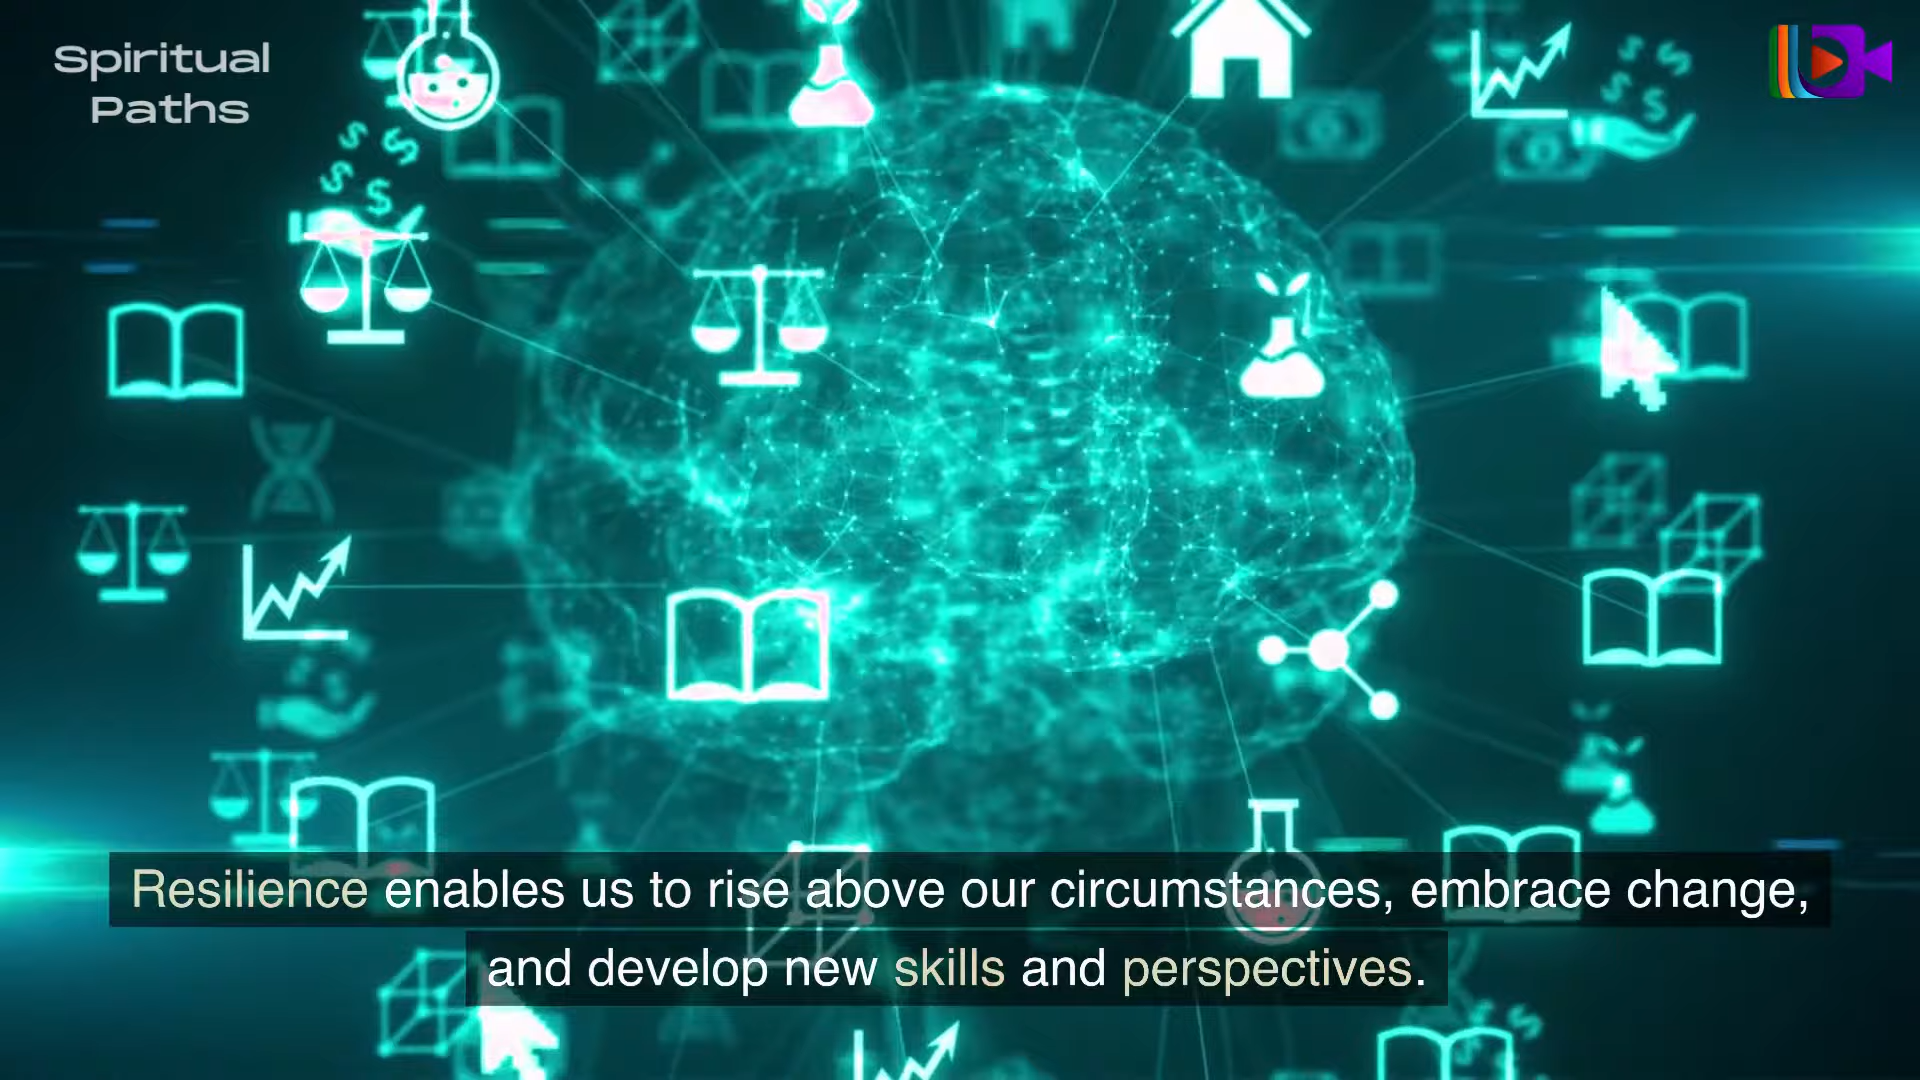 Spiritual
Paths
Resilience enables us to rise above our circumstances, embrace change,
and develop new skills and perspectives.